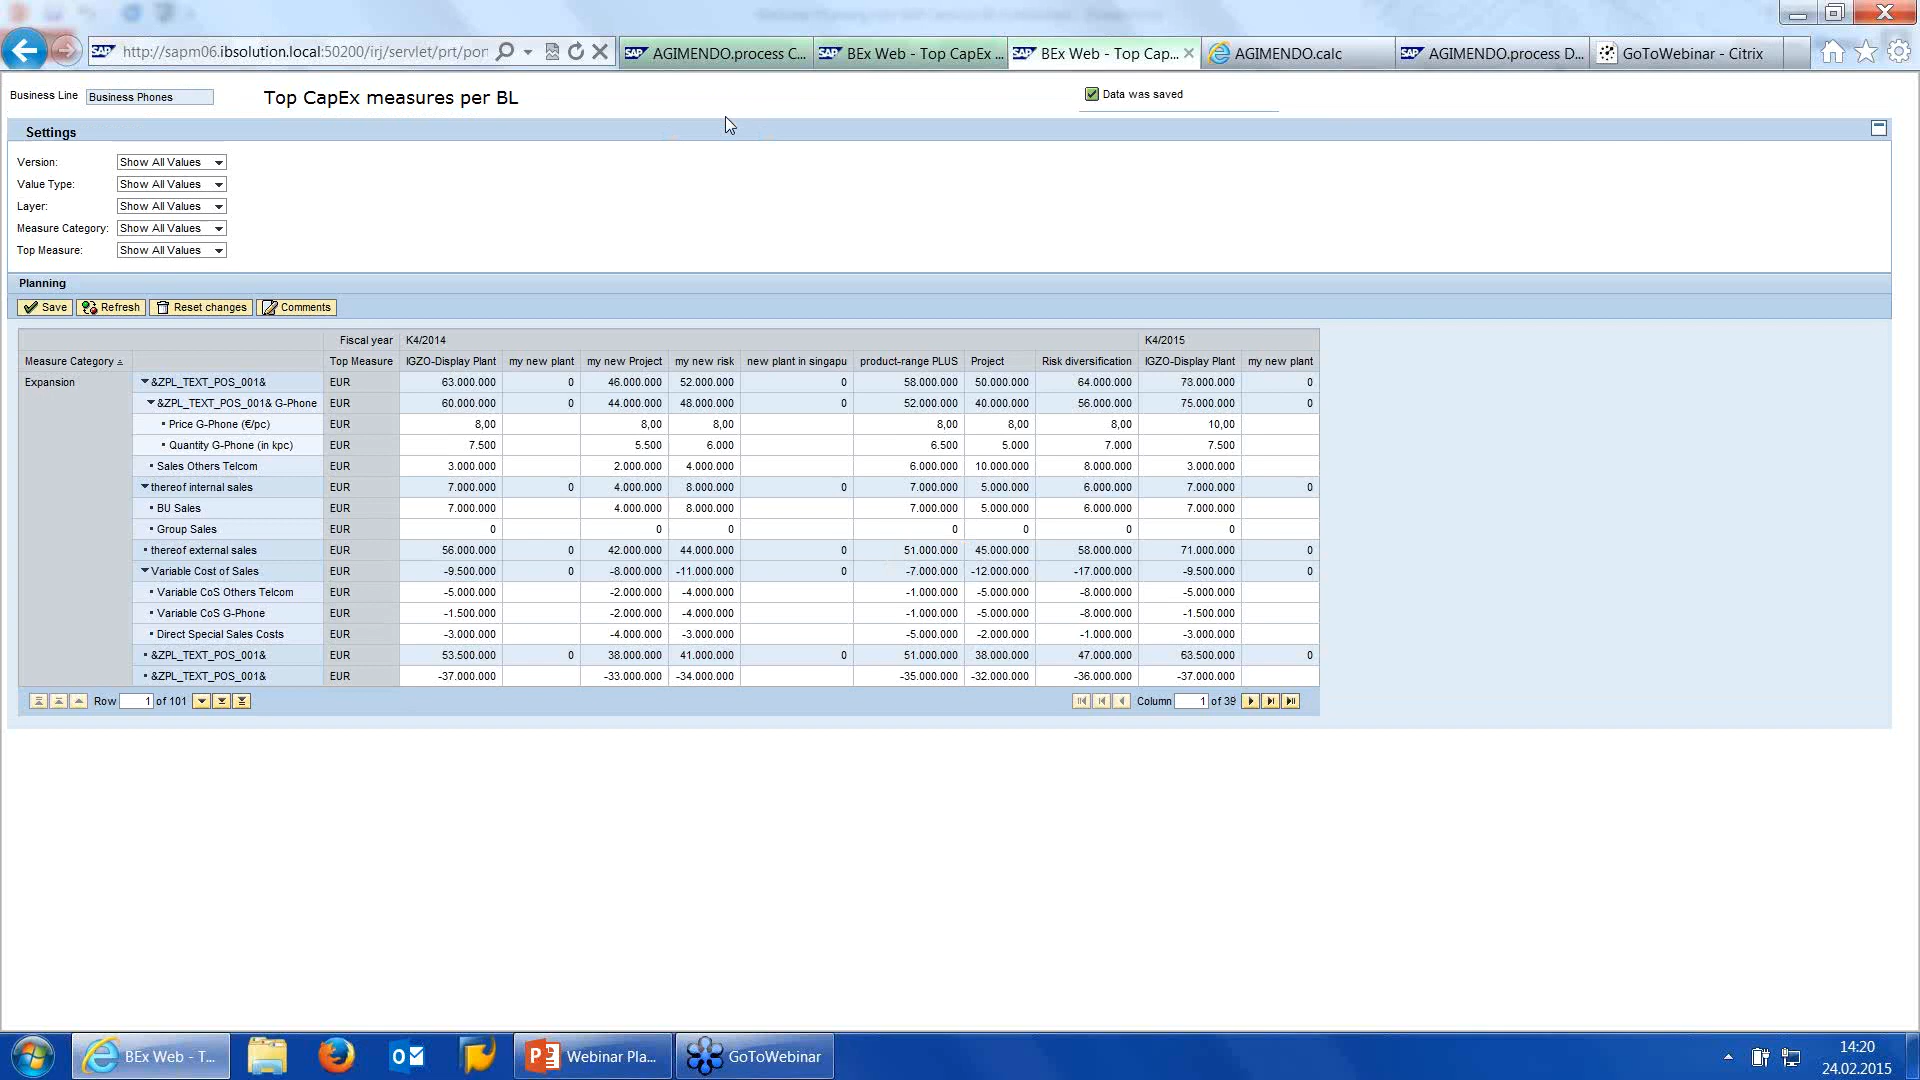 http://sapm06.ibsolution.local:50200/irj/servlet/prt/por
SAP AGIMENDO.process C... SAP BEx Web - Top CapEx ... SAP BEx Web - Top Cap... AGIMENDO.calc SAP AGIMENDO.process D... GoToWebinar - Citrix
Business Line Business Phones Top CapEx measures per BL Data was saved
Settings
Version: Show All Values
Value Type: Show All Values
Layer: Show All Values
Measure Category: Show All Values
Top Measure: Show All Values
Planning
Save Refresh Reset changes Comments
Fiscal year K4/2014 K4/2015
Measure Category Top Measure IGZO-Display Plant my new plant my new Project my new risk new plant in singapu product-range PLUS Project Risk diversification IGZO-Display Plant my new plant
Expansion &ZPL_TEXT_POS_001& EUR 63.000.000 0 46.000.000 52.000.000 0 58.000.000 50.000.000 64.000.000 73.000.000 0
&ZPL_TEXT_POS_001& G-Phone EUR 60.000.000 0 44.000.000 48.000.000 0 52.000.000 40.000.000 56.000.000 75.000.000 0
Price G-Phone (€/pc) EUR 8,00 8,00 8,00 8,00 8,00 8,00 10,00
Quantity G-Phone (in kpc) EUR 7.500 5.500 6.000 6.500 5.000 7.000 7.500
Sales Others Telcom EUR 3.000.000 2.000.000 4.000.000 6.000.000 10.000.000 8.000.000 3.000.000
thereof internal sales EUR 7.000.000 0 4.000.000 8.000.000 0 7.000.000 5.000.000 6.000.000 7.000.000 0
BU Sales EUR 7.000.000 4.000.000 8.000.000 7.000.000 5.000.000 6.000.000 7.000.000
Group Sales EUR 0 0 0 0 0 0 0
thereof external sales EUR 56.000.000 0 42.000.000 44.000.000 0 51.000.000 45.000.000 58.000.000 71.000.000 0
Variable Cost of Sales EUR -9.500.000 0 -8.000.000 -11.000.000 0 -7.000.000 -12.000.000 -17.000.000 -9.500.000 0
Variable CoS Others Telcom EUR -5.000.000 -2.000.000 -4.000.000 -1.000.000 -5.000.000 -8.000.000 -5.000.000
Variable CoS G-Phone EUR -1.500.000 -2.000.000 -4.000.000 -1.000.000 -5.000.000 -8.000.000 -1.500.000
Direct Special Sales Costs EUR -3.000.000 -4.000.000 -3.000.000 -5.000.000 -2.000.000 -1.000.000 -3.000.000
&ZPL_TEXT_POS_001& EUR 53.500.000 0 38.000.000 41.000.000 0 51.000.000 38.000.000 47.000.000 63.500.000 0
&ZPL_TEXT_POS_001& EUR -37.000.000 -33.000.000 -34.000.000 -35.000.000 -32.000.000 -36.000.000 -37.000.000
Row 1 of 101 Column 1 of 39
BEx Web - T... Webinar Pla... GoToWebinar
14:20
24.02.2015